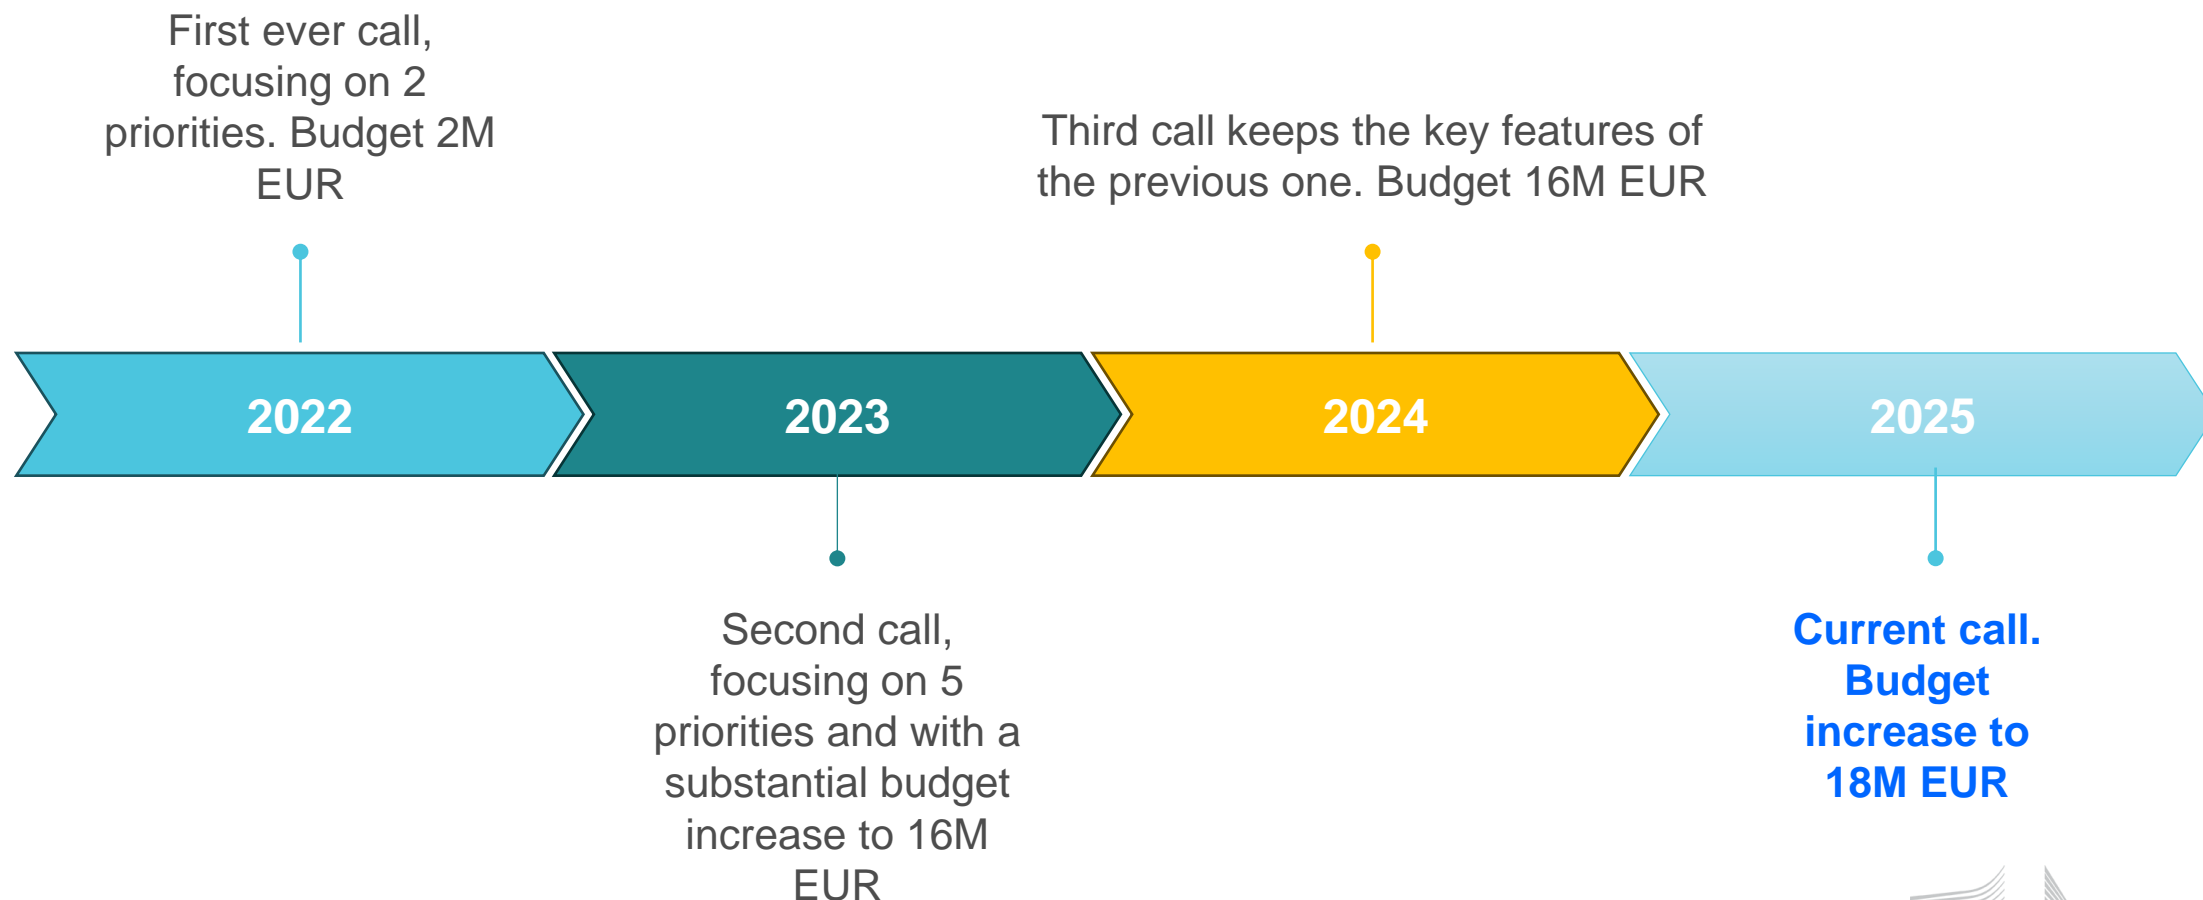 First ever call,
focusing on 2
priorities. Budget 2M
EUR
Third call keeps the key features of
the previous one. Budget 16M EUR
2022
2023
2024
2025
Second call,
focusing on 5
priorities and with a
substantial budget
increase to 16M
EUR
Current call.
Budget
increase to
18M EUR